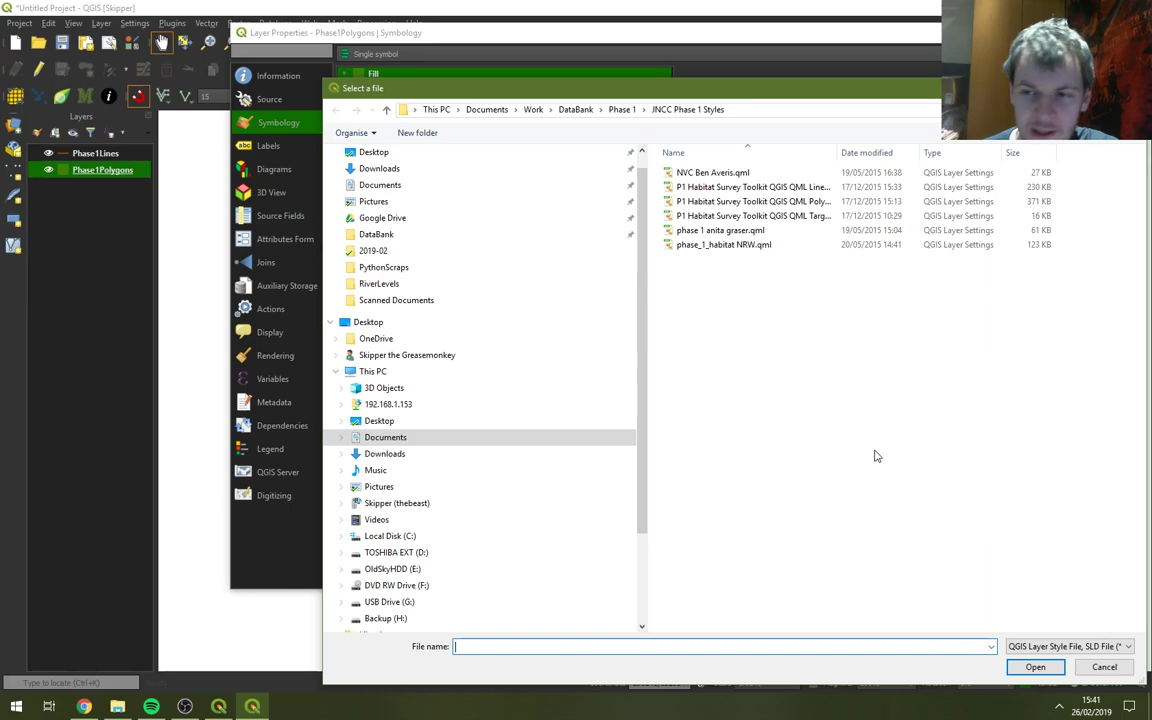 *Untitled Project - QGIS [Skipper]
Project Edit View Layer Settings Plugins Vector
Layer Properties - Phase1Polygons | Symbology
Single symbol
Fill
Select a file
This PC > Documents > Work > DataBank > Phase 1 > JNCC Phase 1 Styles
Organise New folder
15
Layers
Phase1Lines
Phase1Polygons
Information
Source
Symbology
Labels
Diagrams
3D View
Source Fields
Attributes Form
Joins
Auxiliary Storage
Actions
Display
Rendering
Variables
Metadata
Dependencies
Legend
QGIS Server
Digitizing
Desktop
Downloads
Documents
Pictures
Google Drive
DataBank
2019-02
PythonScraps
RiverLevels
Scanned Documents
Desktop
OneDrive
Skipper the Greasemonkey
This PC
3D Objects
192.168.1.153
Desktop
Documents
Downloads
Music
Pictures
Skipper (thebeast)
Videos
Local Disk (C:)
TOSHIBA EXT (D:)
OldSkyHDD (E:)
DVD RW Drive (F:)
USB Drive (G:)
Backup (H:)
Name Date modified Type Size
NVC Ben Averis.qml 19/05/2015 16:38 QGIS Layer Settings 27 KB
P1 Habitat Survey Toolkit QGIS QML Line... 17/12/2015 15:33 QGIS Layer Settings 230 KB
P1 Habitat Survey Toolkit QGIS QML Poly... 17/12/2015 15:13 QGIS Layer Settings 371 KB
P1 Habitat Survey Toolkit QGIS QML Targ... 17/12/2015 10:29 QGIS Layer Settings 16 KB
phase 1 anita graser.qml 19/05/2015 15:04 QGIS Layer Settings 61 KB
phase_1_habitat NRW.qml 20/05/2015 14:41 QGIS Layer Settings 123 KB
File name: QGIS Layer Style File, SLD File (*
Open Cancel
Type to locate (Ctrl+K)
15:41
26/02/2019